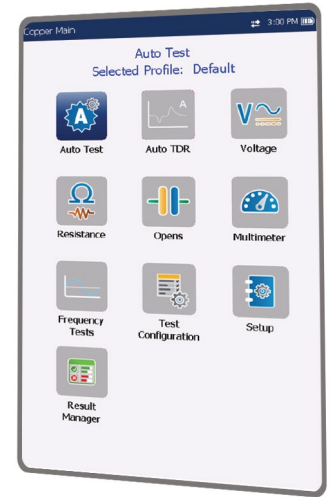 Copper Main 3:00 PM
Auto Test
Selected Profile: Default
A
A
V
Auto Test Auto TDR Voltage
Ω
Resistance Opens Multimeter
Frequency Tests
Test Configuration
Setup
Result Manager